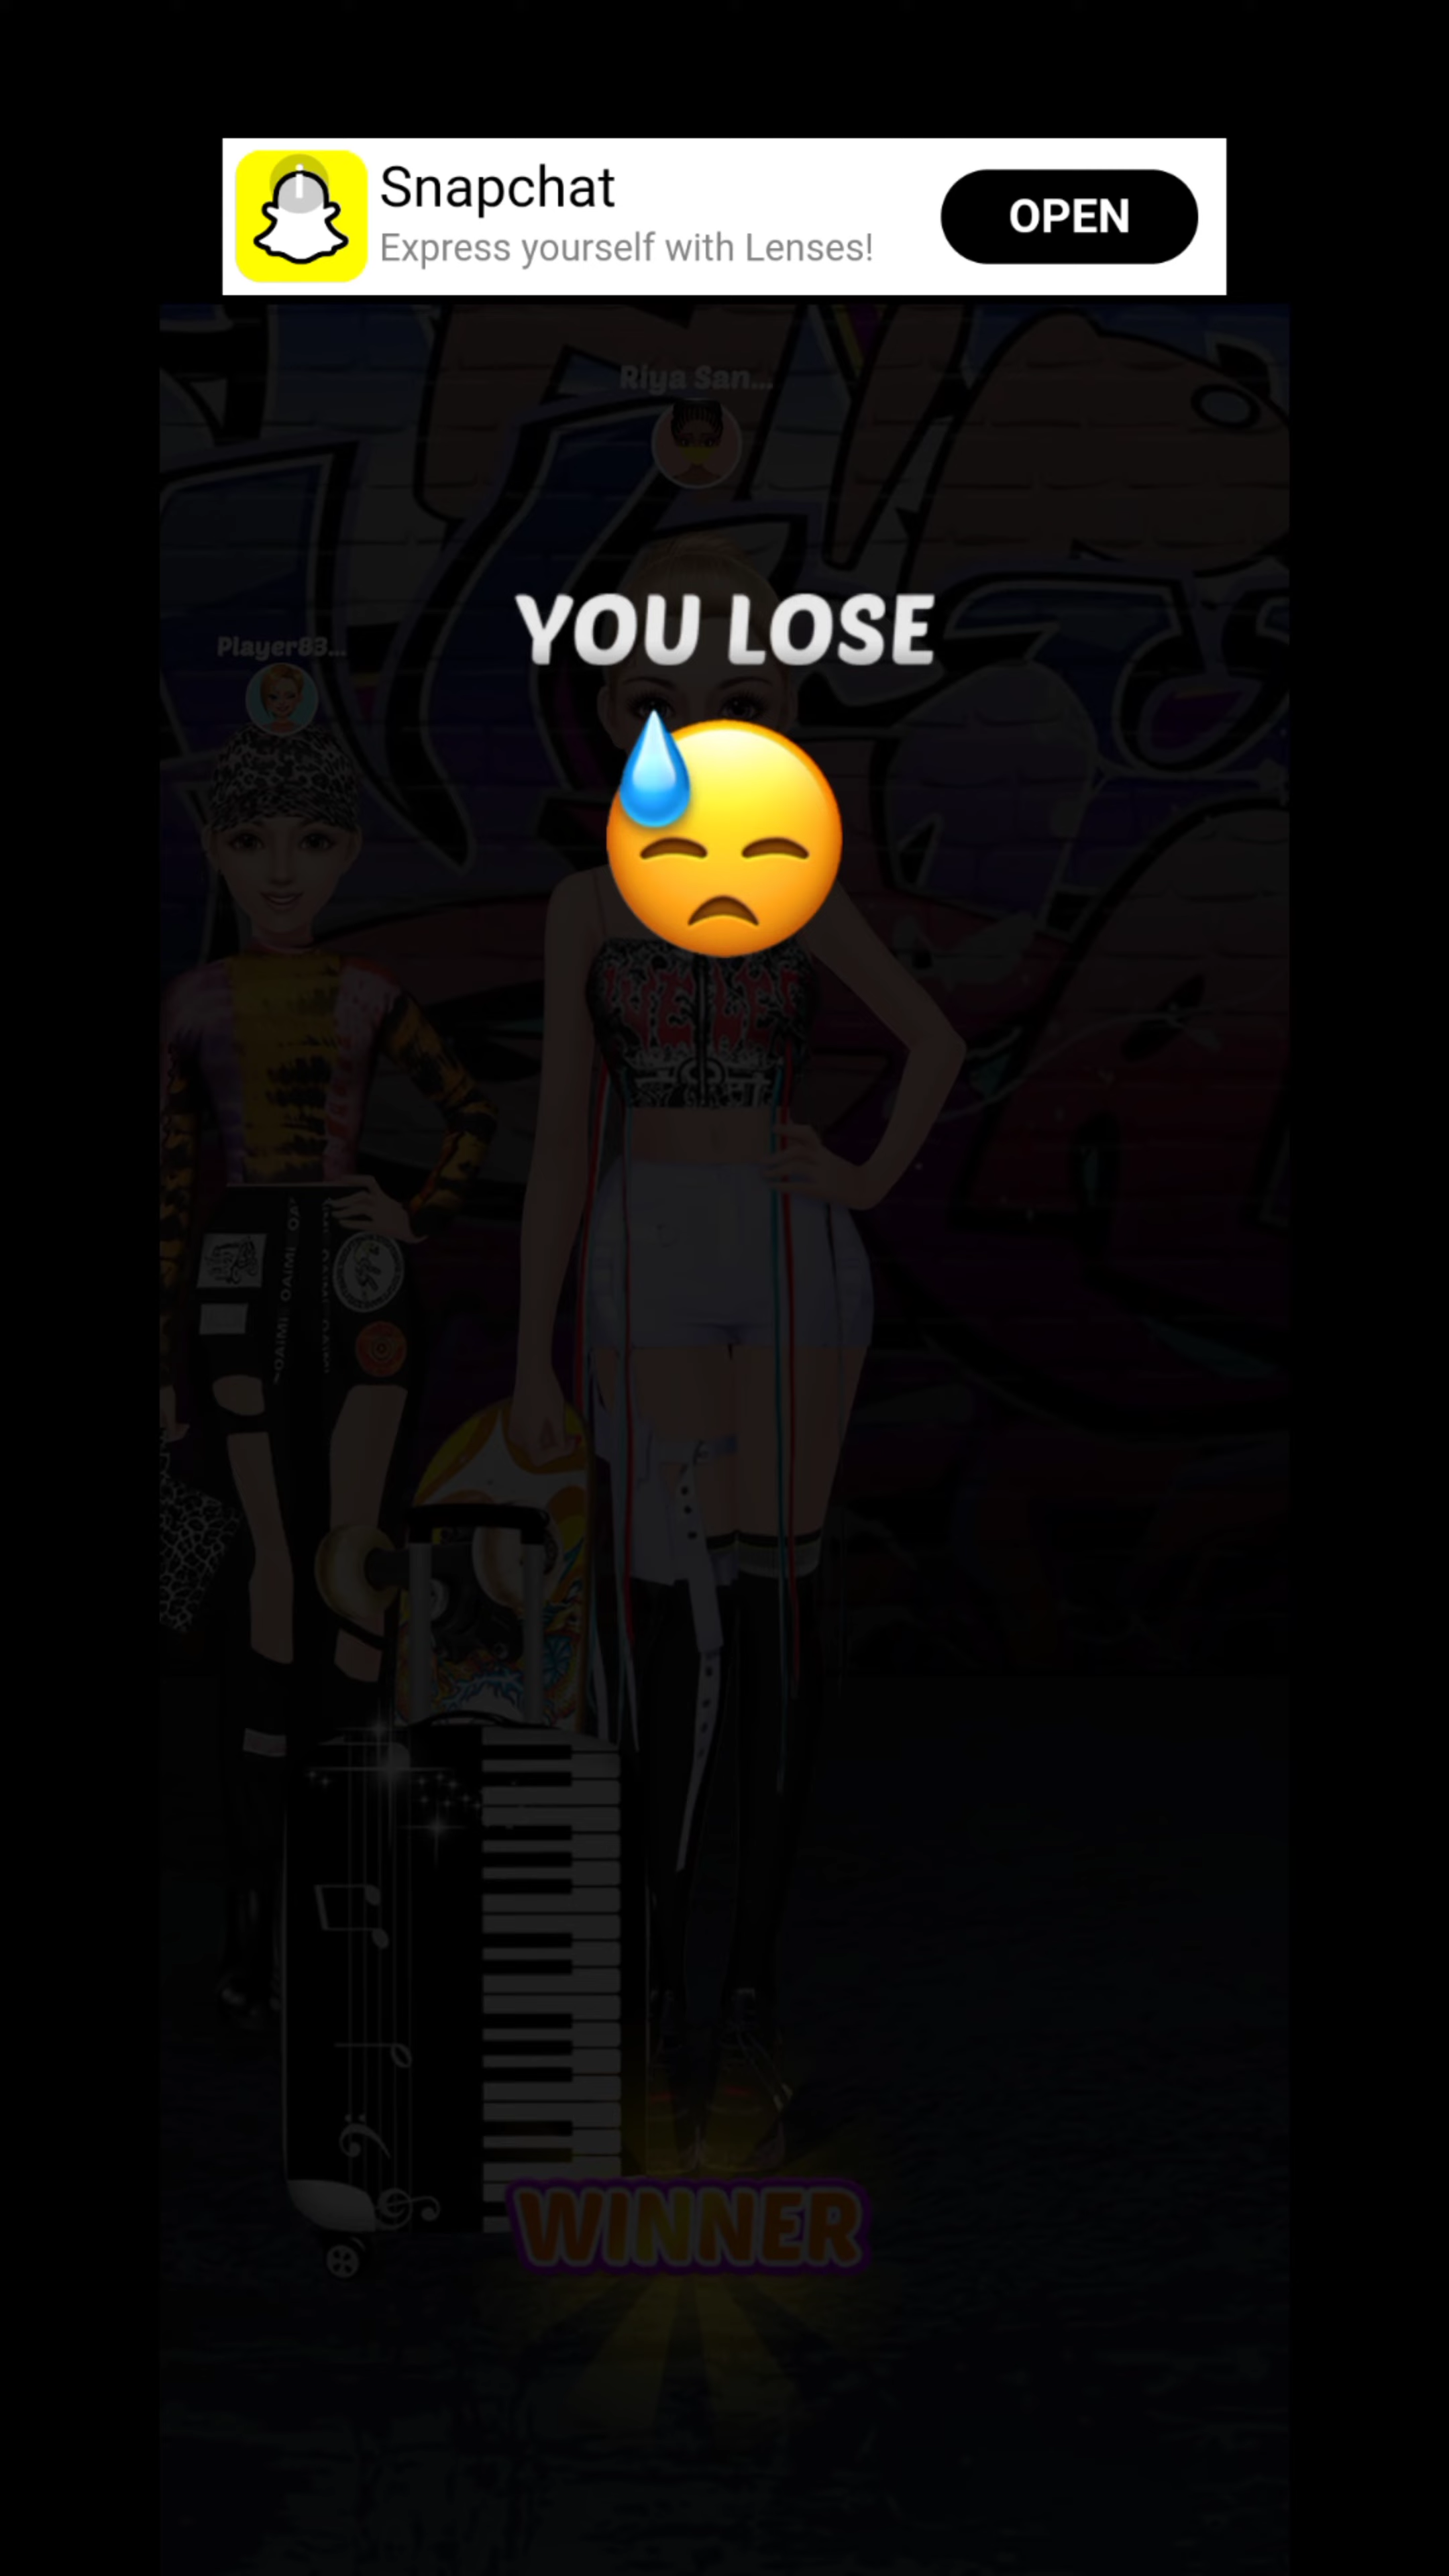 Snapchat
Express yourself with Lenses!
OPEN
Riya San...
YOU LOSE
Player83...
WINNER